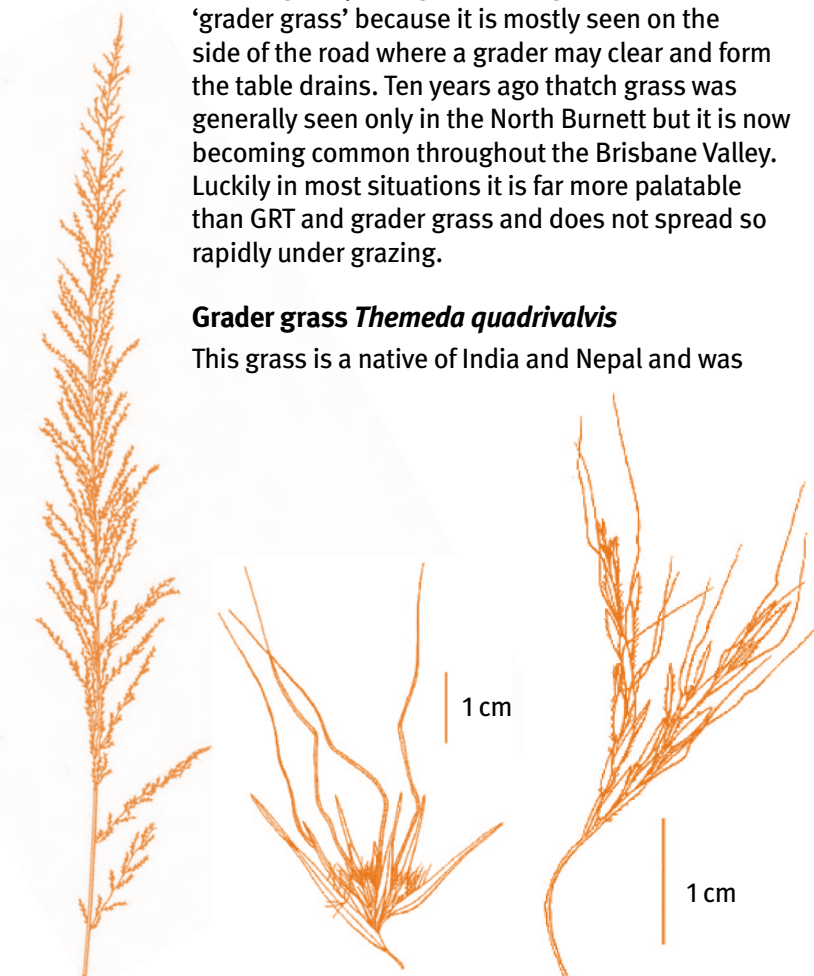 ‘grader grass’ because it is mostly seen on the
side of the road where a grader may clear and form
the table drains. Ten years ago thatch grass was
generally seen only in the North Burnett but it is now
becoming common throughout the Brisbane Valley.
Luckily in most situations it is far more palatable
than GRT and grader grass and does not spread so
rapidly under grazing.
Grader grass Themeda quadrivalvis
This grass is a native of India and Nepal and was
1 cm
1 cm